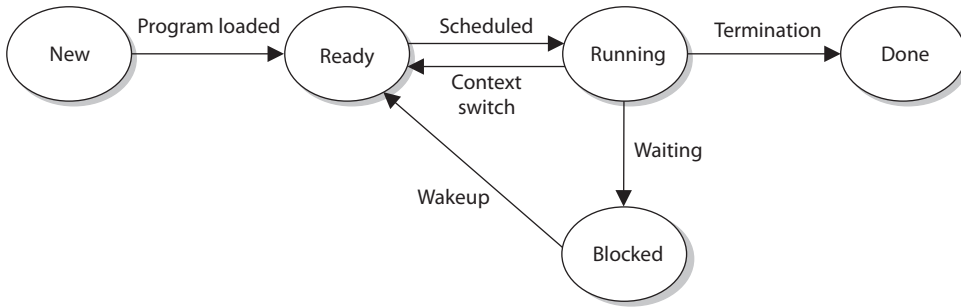 Program loaded
Scheduled
Termination
New
Ready
Running
Done
Context
switch
Waiting
Wakeup
Blocked